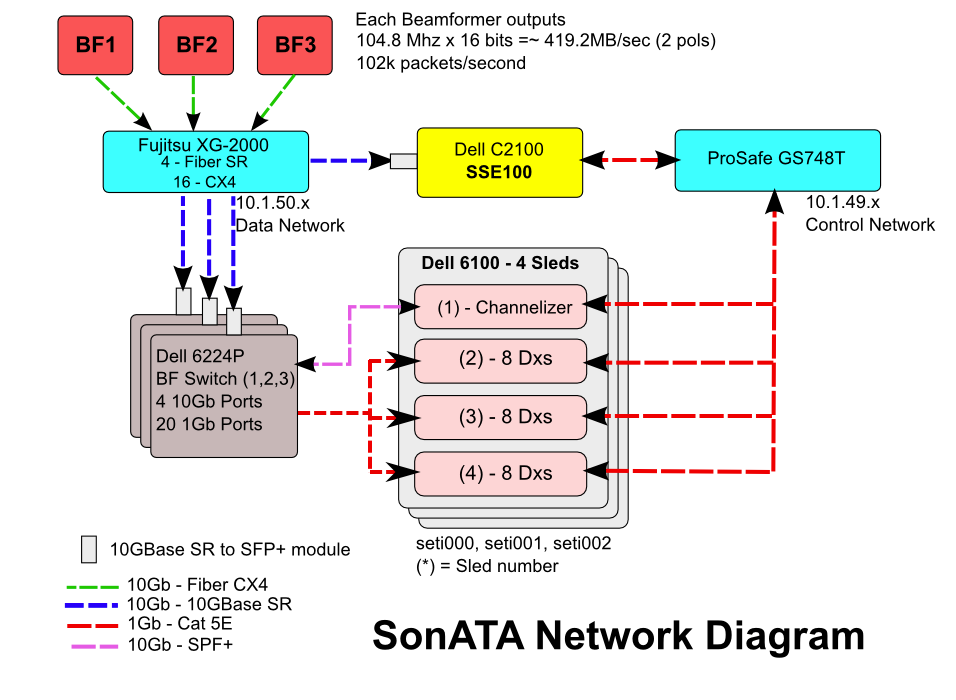 BF1
BF2
BF3
Each Beamformer outputs
104.8 Mhz x 16 bits =~ 419.2MB/sec (2 pols)
102k packets/second
Fujitsu XG-2000
4 - Fiber SR
16 - CX4
Dell C2100
SSE100
ProSafe GS748T
10.1.50.x
Data Network
10.1.49.x
Control Network
Dell 6100 - 4 Sleds
(1) - Channelizer
(2) - 8 Dxs
(3) - 8 Dxs
(4) - 8 Dxs
Dell 6224P
BF Switch (1,2,3)
4 10Gb Ports
20 1Gb Ports
seti000, seti001, seti002
(*) = Sled number
10GBase SR to SFP+ module
10Gb - Fiber CX4
10Gb - 10GBase SR
1Gb - Cat 5E
10Gb - SPF+
SonATA Network Diagram